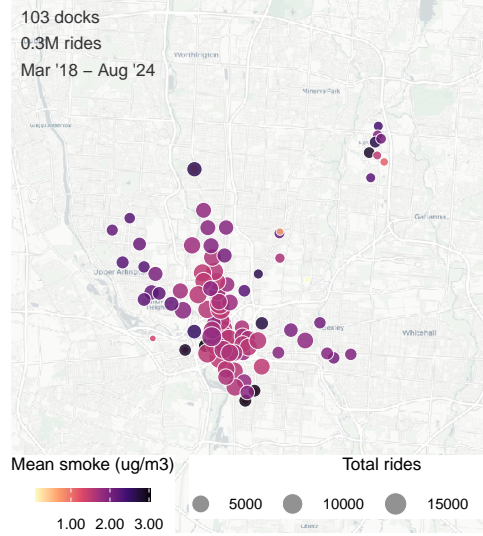 103 docks
0.3M rides
Mar '18 – Aug '24
Worthington
Minerva Park
Gahanna
Upper Arlington
Bexley
Whitehall
Mean smoke (ug/m3)
Total rides
1.00 2.00 3.00
5000 10000 15000